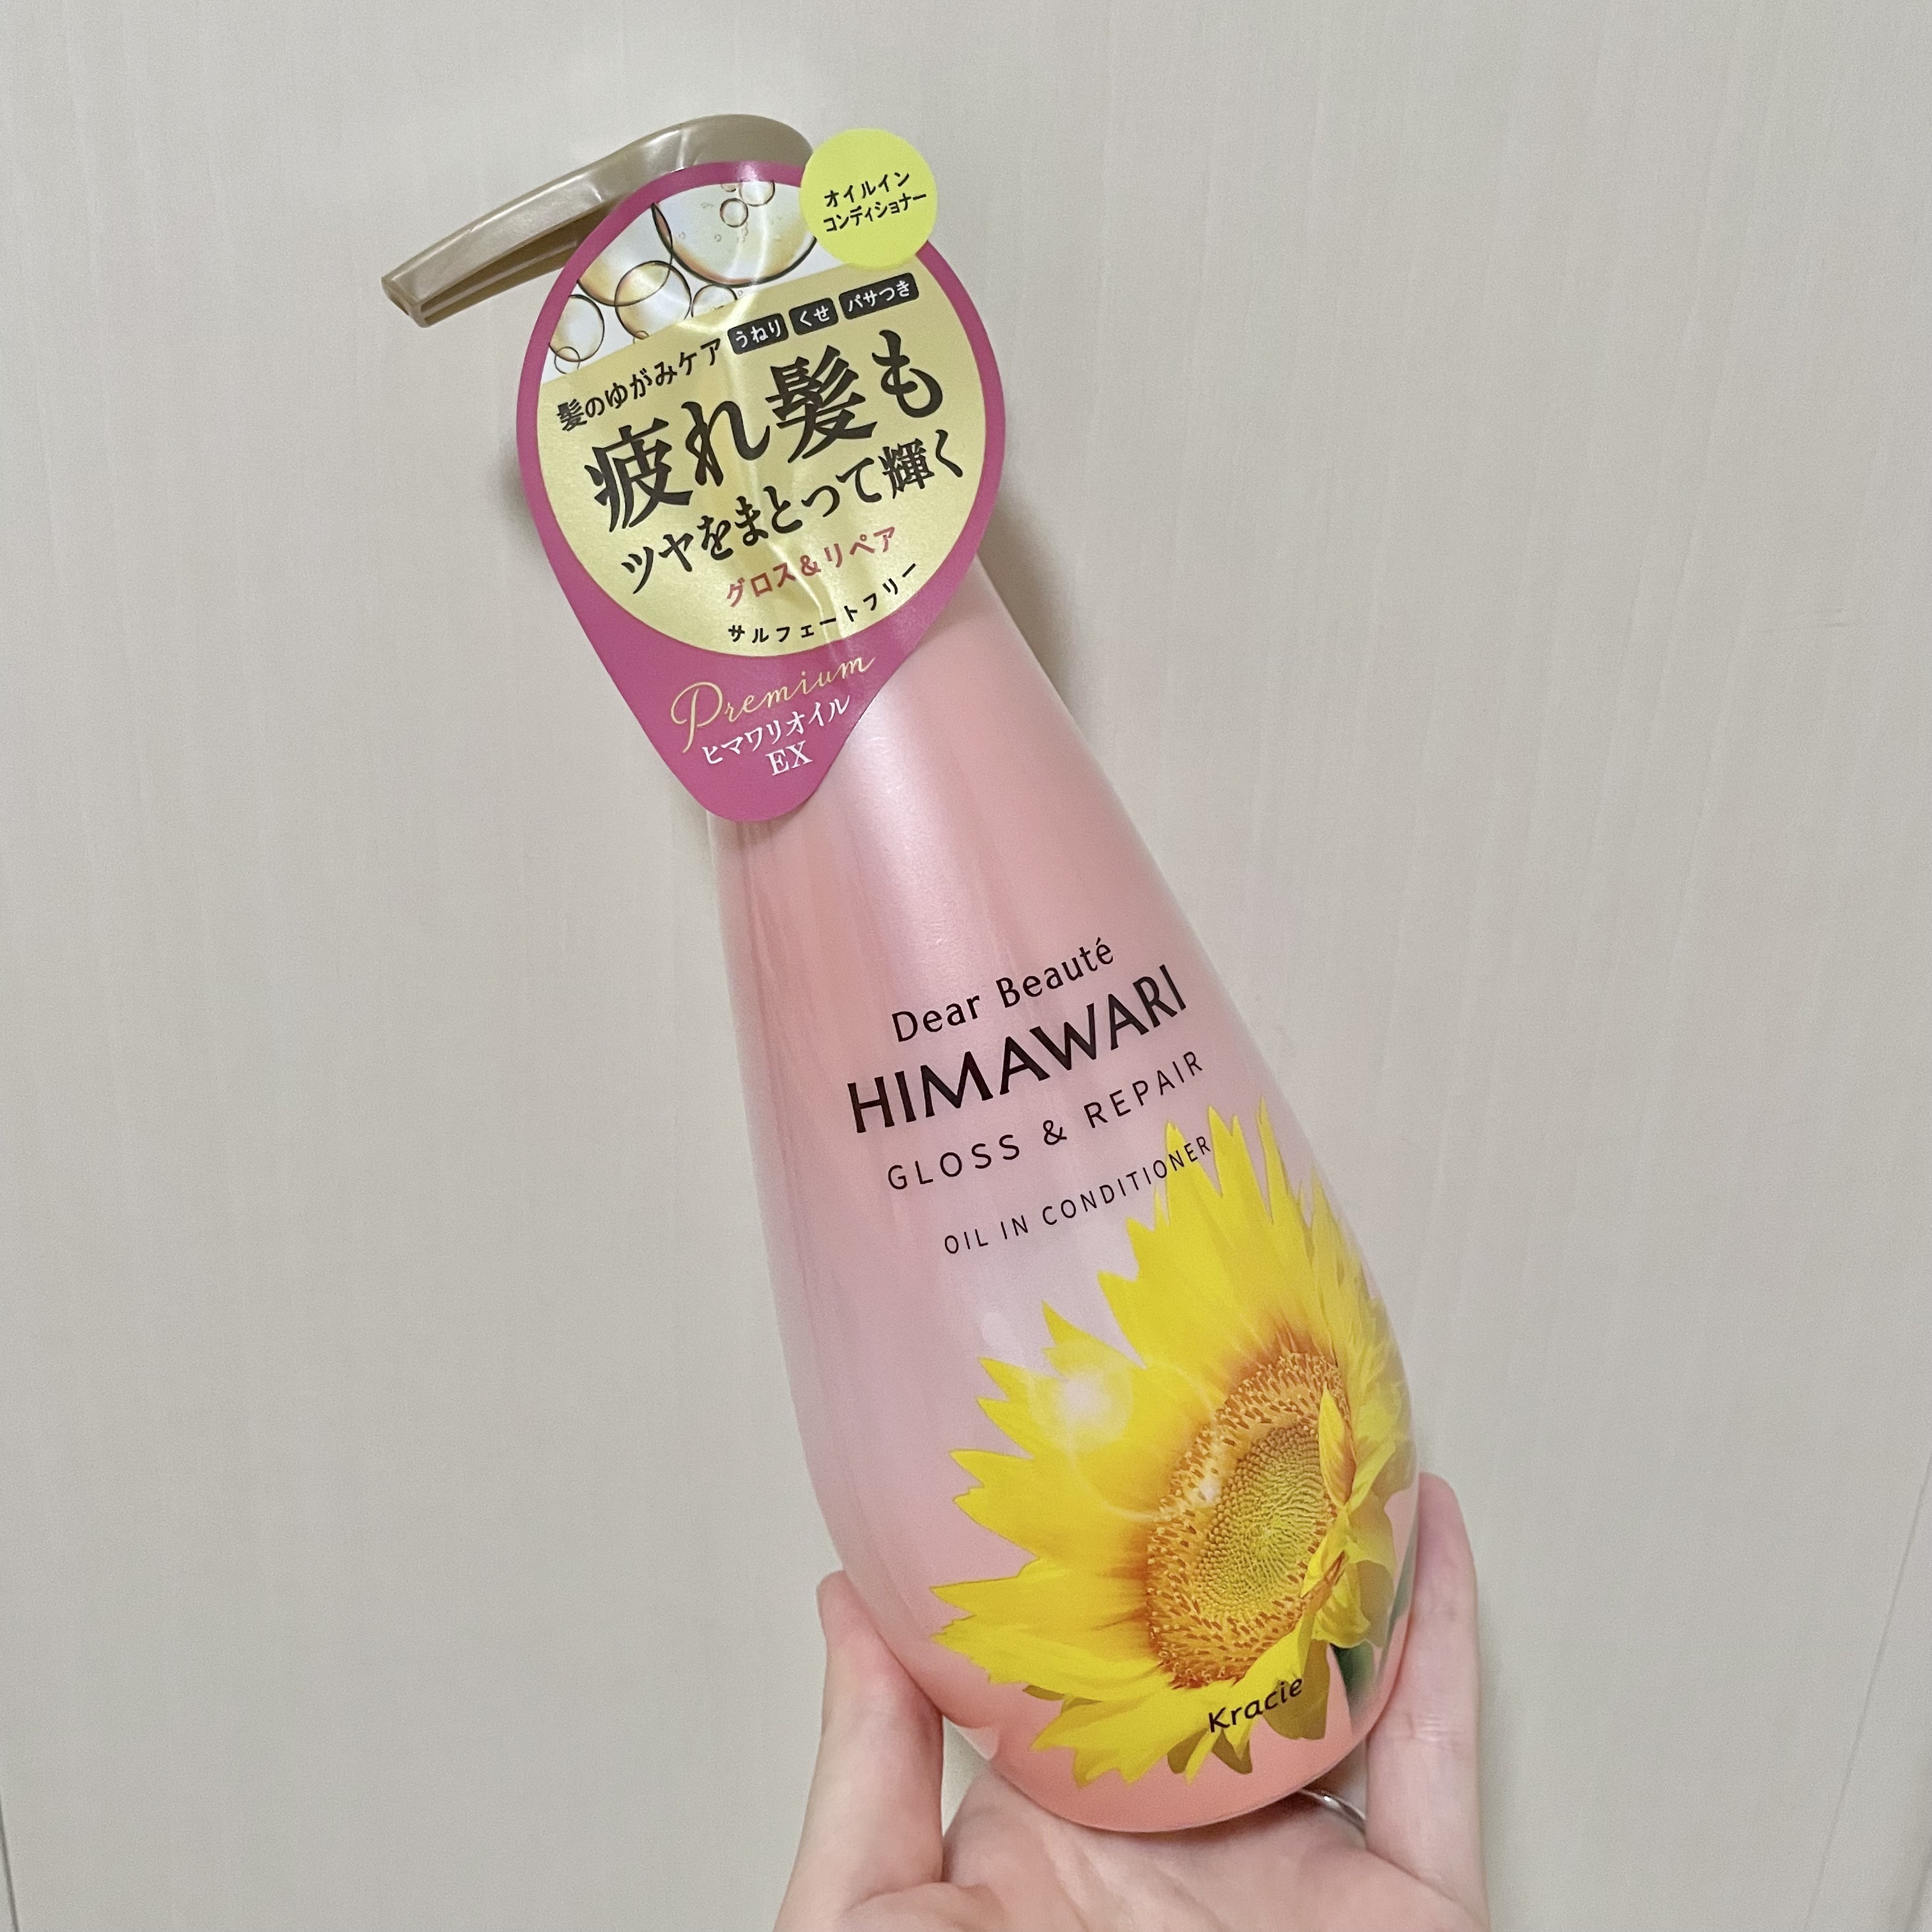 オイルイン
コンディショナー
髪のゆがみケア うねり くせ パサつき
疲れ髪も
ツヤをまとって輝く
グロス&リペア
サルフェートフリー
Premium
ヒマワリオイル
EX
Dear Beauté
HIMAWARI
GLOSS & REPAIR
OIL IN CONDITIONER
Kracie